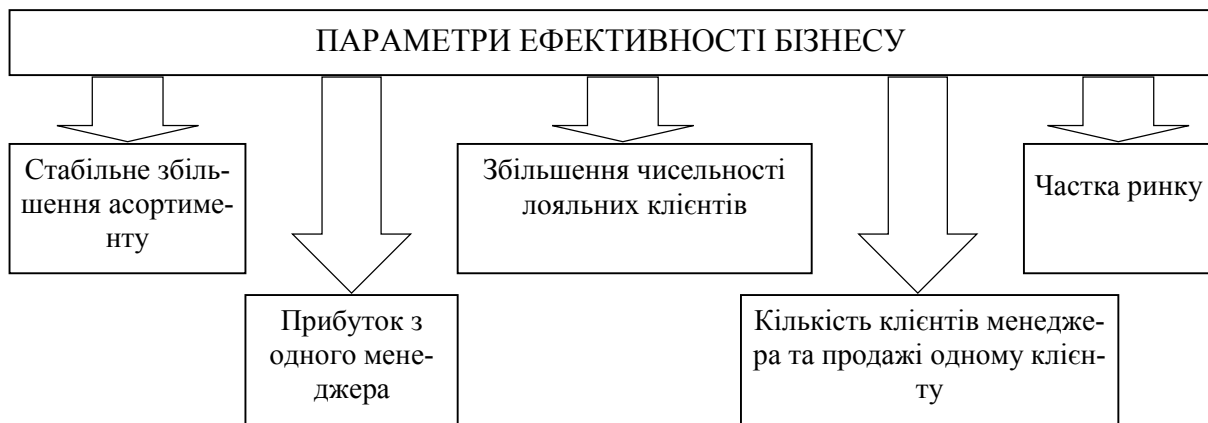 ПАРАМЕТРИ ЕФЕКТИВНОСТІ БІЗНЕСУ
Стабільне збіль-
шення асортиме-
нту
Збільшення чисельності
лояльних клієнтів
Частка ринку
Прибуток з
одного мене-
джера
Кількість клієнтів менедже-
ра та продажі одному клієн-
ту